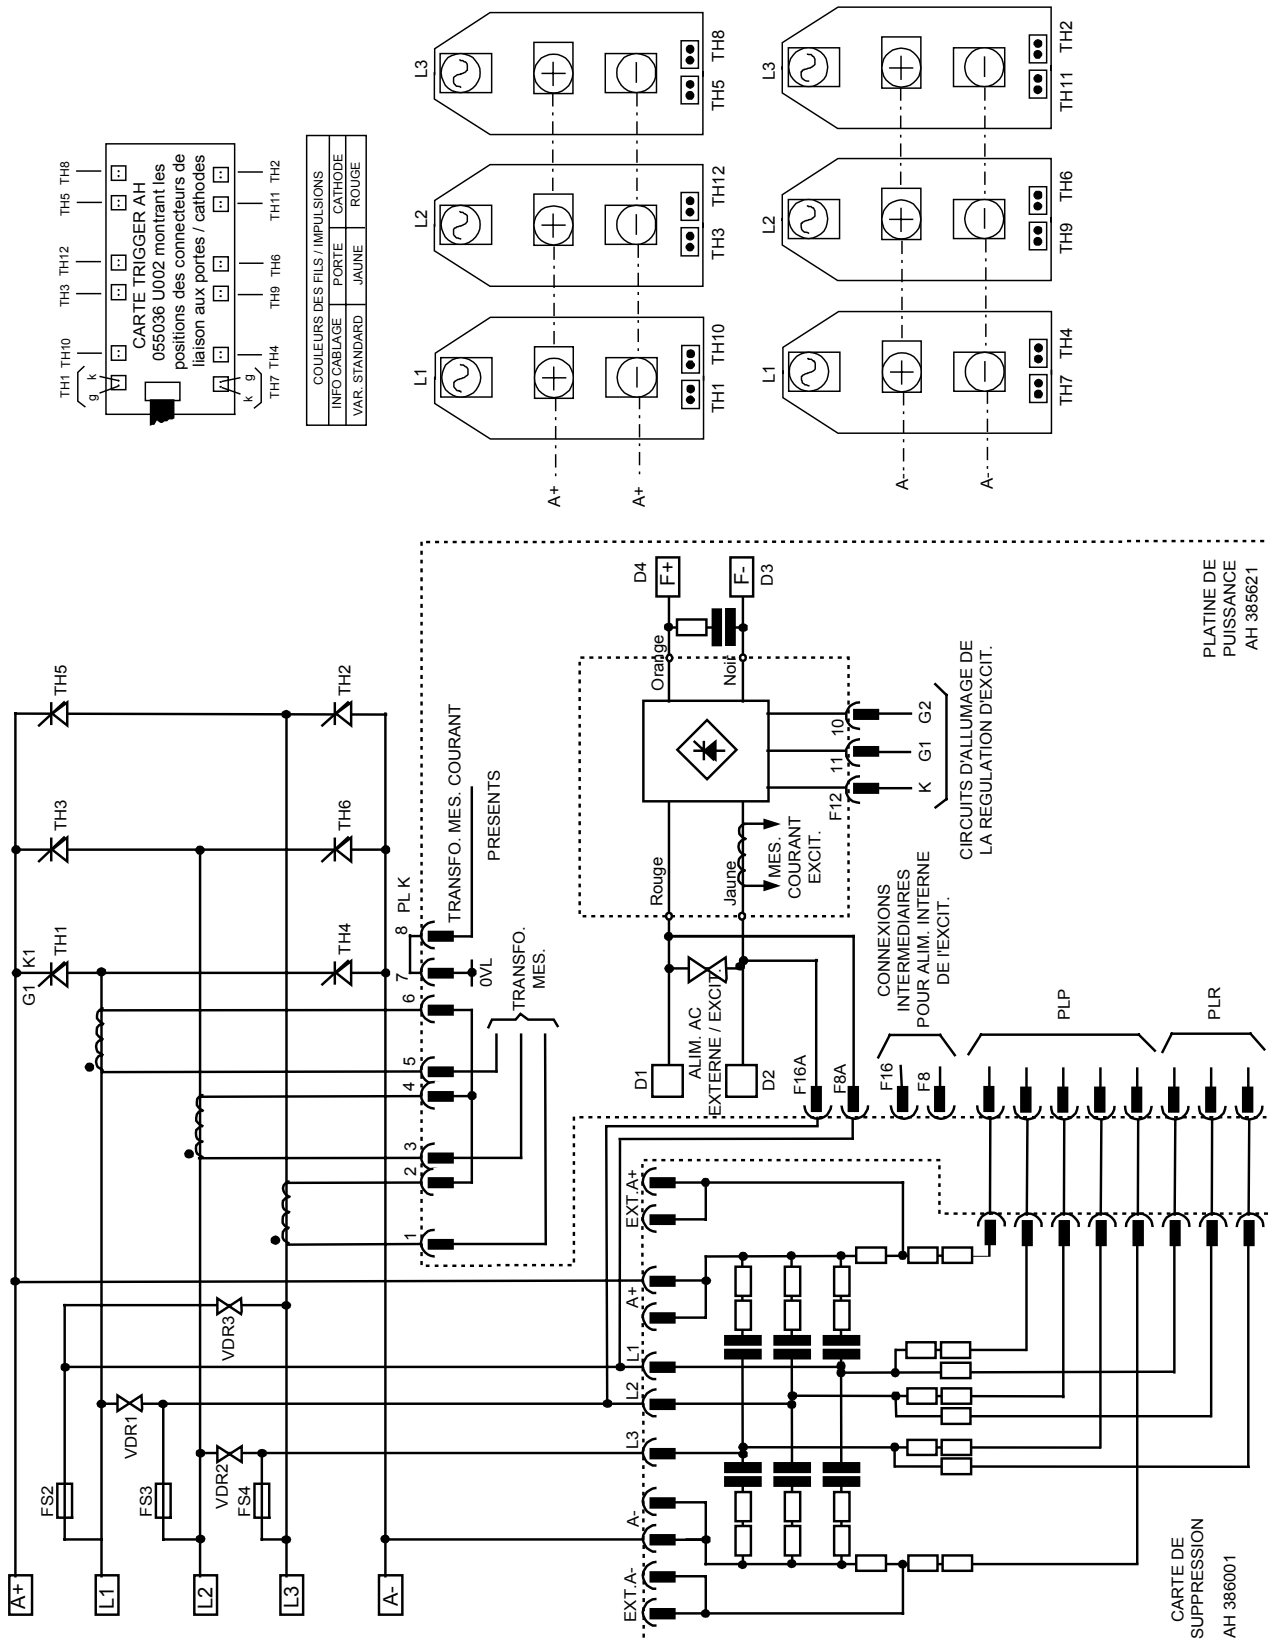 CARTE TRIGGER AH
055036 U002 montrant les
positions des connecteurs de
liaison aux portes / cathodes
TH1 TH10 TH3 TH12 TH5 TH8
g k
k g
TH7 TH4 TH9 TH6 TH11 TH2
COULEURS DES FILS / IMPULSIONS
INFO CABLAGE PORTE CATHODE
VAR. STANDARD JAUNE ROUGE
L1 L2 L3
A+
A+
TH1 TH10 TH3 TH12 TH5 TH8
L1 L2 L3
A-
A-
TH7 TH4 TH9 TH6 TH11 TH2
A+
L1
L2
L3
A-
FS2
FS3
FS4
VDR1
VDR2
VDR3
G1 K1
TH1
TH3
TH5
TH4
TH6
TH2
1 2 3 4 5 6 7 8 PL K
TRANSFO. MES. COURANT
PRESENTS
0VL
TRANSFO.
MES.
D1
D2
ALIM. AC
EXTERNE / EXCIT.
Rouge
Jaune
MES.
COURANT
EXCIT.
Orange
Noir
D4
F+
F-
D3
F12 11 10
K G1 G2
CIRCUITS D'ALLUMAGE DE
LA REGULATION D'EXCIT.
PLATINE DE
PUISSANCE
AH 385621
F16A
F8A
F16
F8
CONNEXIONS
INTERMEDIAIRES
POUR ALIM. INTERNE
DE l'EXCIT.
PLP
PLR
EXT.A- A- L3 L2 L1 A+ EXT.A+
CARTE DE
SUPPRESSION
AH 386001